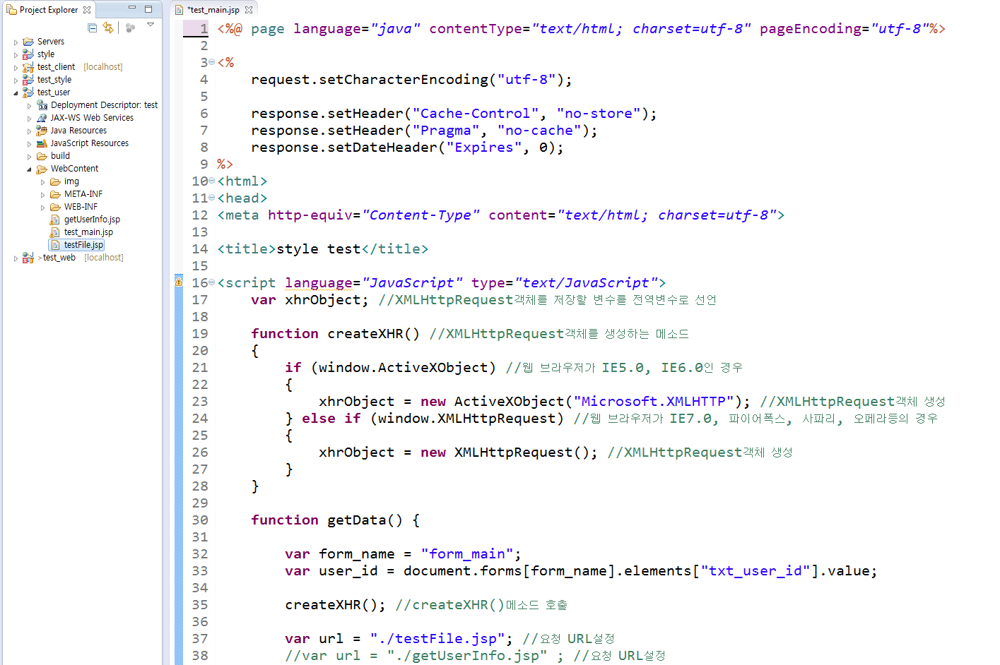 Project Explorer
*test_main.jsp
Servers
style
test_client [localhost]
test_style
test_user
Deployment Descriptor: test
JAX-WS Web Services
Java Resources
JavaScript Resources
build
WebContent
img
META-INF
WEB-INF
getUserInfo.jsp
test_main.jsp
testFile.jsp
>test_web [localhost]
1 <%@ page language="java" contentType="text/html; charset=utf-8" pageEncoding="utf-8"%>
2
3 <%
4 request.setCharacterEncoding("utf-8");
5
6 response.setHeader("Cache-Control", "no-store");
7 response.setHeader("Pragma", "no-cache");
8 response.setDateHeader("Expires", 0);
9 %>
10 <html>
11 <head>
12 <meta http-equiv="Content-Type" content="text/html; charset=utf-8">
13
14 <title>style test</title>
15
16 <script language="JavaScript" type="text/JavaScript">
17 var xhrObject; //XMLHttpRequest객체를 저장할 변수를 전역변수로 선언
18
19 function createXHR() //XMLHttpRequest객체를 생성하는 메소드
20 {
21 if (window.ActiveXObject) //웹 브라우저가 IE5.0, IE6.0인 경우
22 {
23 xhrObject = new ActiveXObject("Microsoft.XMLHTTP"); //XMLHttpRequest객체 생성
24 } else if (window.XMLHttpRequest) //웹 브라우저가 IE7.0, 파이어폭스, 사파리, 오페라등의 경우
25 {
26 xhrObject = new XMLHttpRequest(); //XMLHttpRequest객체 생성
27 }
28 }
29
30 function getData() {
31
32 var form_name = "form_main";
33 var user_id = document.forms[form_name].elements["txt_user_id"].value;
34
35 createXHR(); //createXHR()메소드 호출
36
37 var url = "./testFile.jsp"; //요청 URL설정
38 //var url = "./getUserInfo.jsp" ; //요청 URL설정